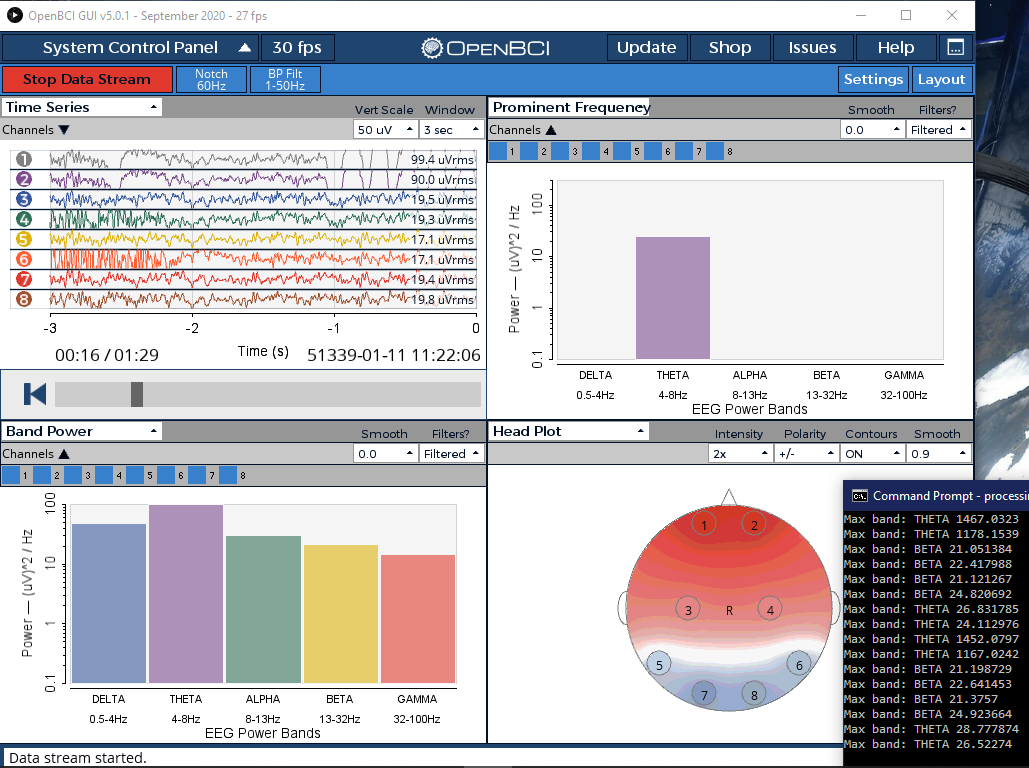 OpenBCI GUI v5.0.1 - September 2020 - 27 fps
System Control Panel
30 fps
OPENBCI
Update
Shop
Issues
Help
Stop Data Stream
Notch
60Hz
BP Filt
1-50Hz
Settings
Layout
Time Series
Vert Scale
Window
Channels
50 uV
3 sec
1
99.4 uVrms
2
90.0 uVrms
3
19.5 uVrms
4
19.3 uVrms
5
17.1 uVrms
6
17.1 uVrms
7
19.4 uVrms
8
19.8 uVrms
-3
-2
-1
0
Time (s)
00:16 / 01:29
51339-01-11 11:22:06
Prominent Frequency
Smooth
Filters?
Channels
0.0
Filtered
1 2 3 4 5 6 7 8
Power — (uV)^2 / Hz
100
10
1
0.1
DELTA THETA ALPHA BETA GAMMA
0.5-4Hz 4-8Hz 8-13Hz 13-32Hz 32-100Hz
EEG Power Bands
Band Power
Smooth
Filters?
Channels
0.0
Filtered
1 2 3 4 5 6 7 8
Power — (uV)^2 / Hz
100
10
1
0.1
DELTA THETA ALPHA BETA GAMMA
0.5-4Hz 4-8Hz 8-13Hz 13-32Hz 32-100Hz
EEG Power Bands
Head Plot
Intensity
Polarity
Contours
Smooth
2x
+/-
ON
0.9
1 2
3 R 4
5 6
7 8
Command Prompt - processin
Max band: THETA 1467.0323
Max band: THETA 1178.1539
Max band: BETA 21.051384
Max band: BETA 22.417988
Max band: BETA 21.121267
Max band: BETA 24.820692
Max band: THETA 26.831785
Max band: THETA 24.112976
Max band: THETA 1452.0797
Max band: THETA 1167.0242
Max band: BETA 21.198729
Max band: BETA 22.641453
Max band: BETA 21.3757
Max band: BETA 24.923664
Max band: THETA 28.777874
Max band: THETA 26.52274
Data stream started.